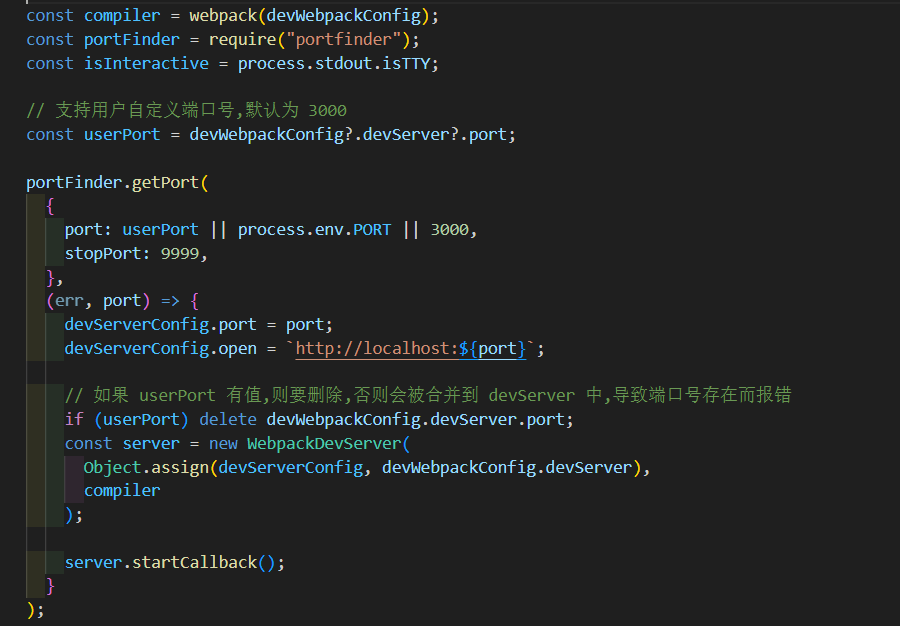 const compiler = webpack(devWebpackConfig);
const portFinder = require("portfinder");
const isInteractive = process.stdout.isTTY;
// 支持用户自定义端口号,默认为 3000
const userPort = devWebpackConfig?.devServer?.port;
portFinder.getPort(
{
port: userPort || process.env.PORT || 3000,
stopPort: 9999,
},
(err, port) => {
devServerConfig.port = port;
devServerConfig.open = `http://localhost:${port}`;
// 如果 userPort 有值,则要删除,否则会被合并到 devServer 中,导致端口号存在而报错
if (userPort) delete devWebpackConfig.devServer.port;
const server = new WebpackDevServer(
Object.assign(devServerConfig, devWebpackConfig.devServer),
compiler
);
server.startCallback();
}
);